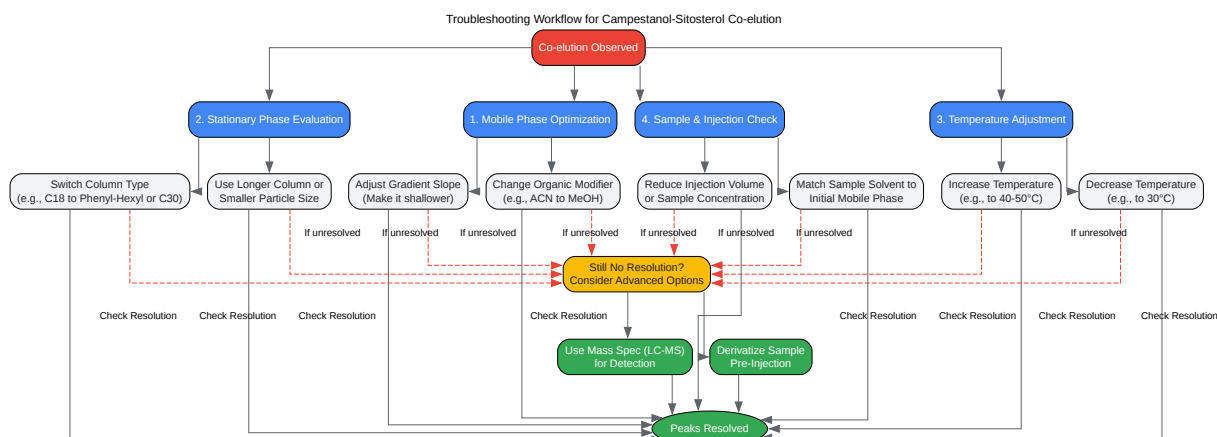 Troubleshooting Workflow for Campestanol-Sitosterol Co-elution
Co-elution Observed
2. Stationary Phase Evaluation
1. Mobile Phase Optimization
4. Sample & Injection Check
3. Temperature Adjustment
Switch Column Type
(e.g., C18 to Phenyl-Hexyl or C30)
Use Longer Column or
Smaller Particle Size
Adjust Gradient Slope
(Make it shallower)
Change Organic Modifier
(e.g., ACN to MeOH)
Reduce Injection Volume
or Sample Concentration
Match Sample Solvent to
Initial Mobile Phase
Increase Temperature
(e.g., to 40-50°C)
Decrease Temperature
(e.g., to 30°C)
If unresolved
If unresolved
If unresolved
If unresolved
If unresolved
If unresolved
If unresolved
If unresolved
Still No Resolution?
Consider Advanced Options
Check Resolution
Check Resolution
Check Resolution
Check Resolution
Check Resolution
Check Resolution
Check Resolution
Check Resolution
Use Mass Spec (LC-MS)
for Detection
Derivatize Sample
Pre-Injection
Peaks Resolved